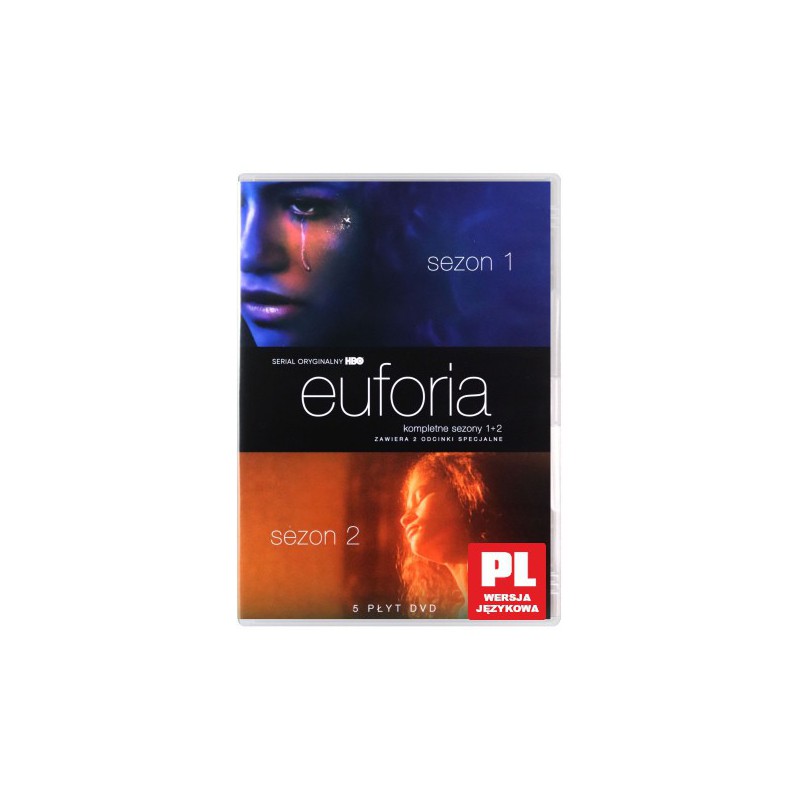 sezon 1
SERIAL ORYGINALNY HBO
euforia
kompletne sezony 1+2
ZAWIERA 2 ODCINKI SPECJALNE
sezon 2
5 PŁYT DVD
PL
WERSJA
JĘZYKOWA